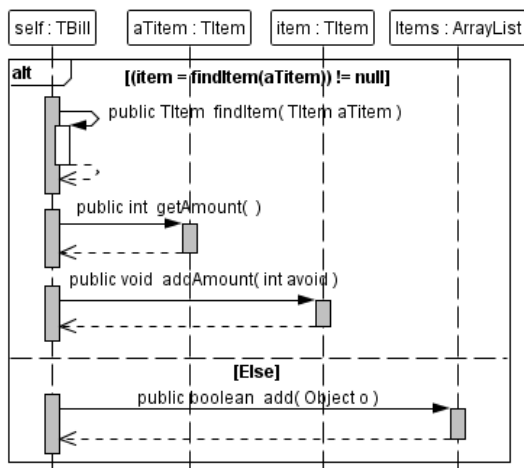 self : TBill
aTitem : TItem
item : TItem
Items : ArrayList
alt
[(item = findItem(aTitem)) != null]
public TItem findItem( TItem aTitem )
public int getAmount( )
public void addAmount( int avoid )
[Else]
public boolean add( Object o )